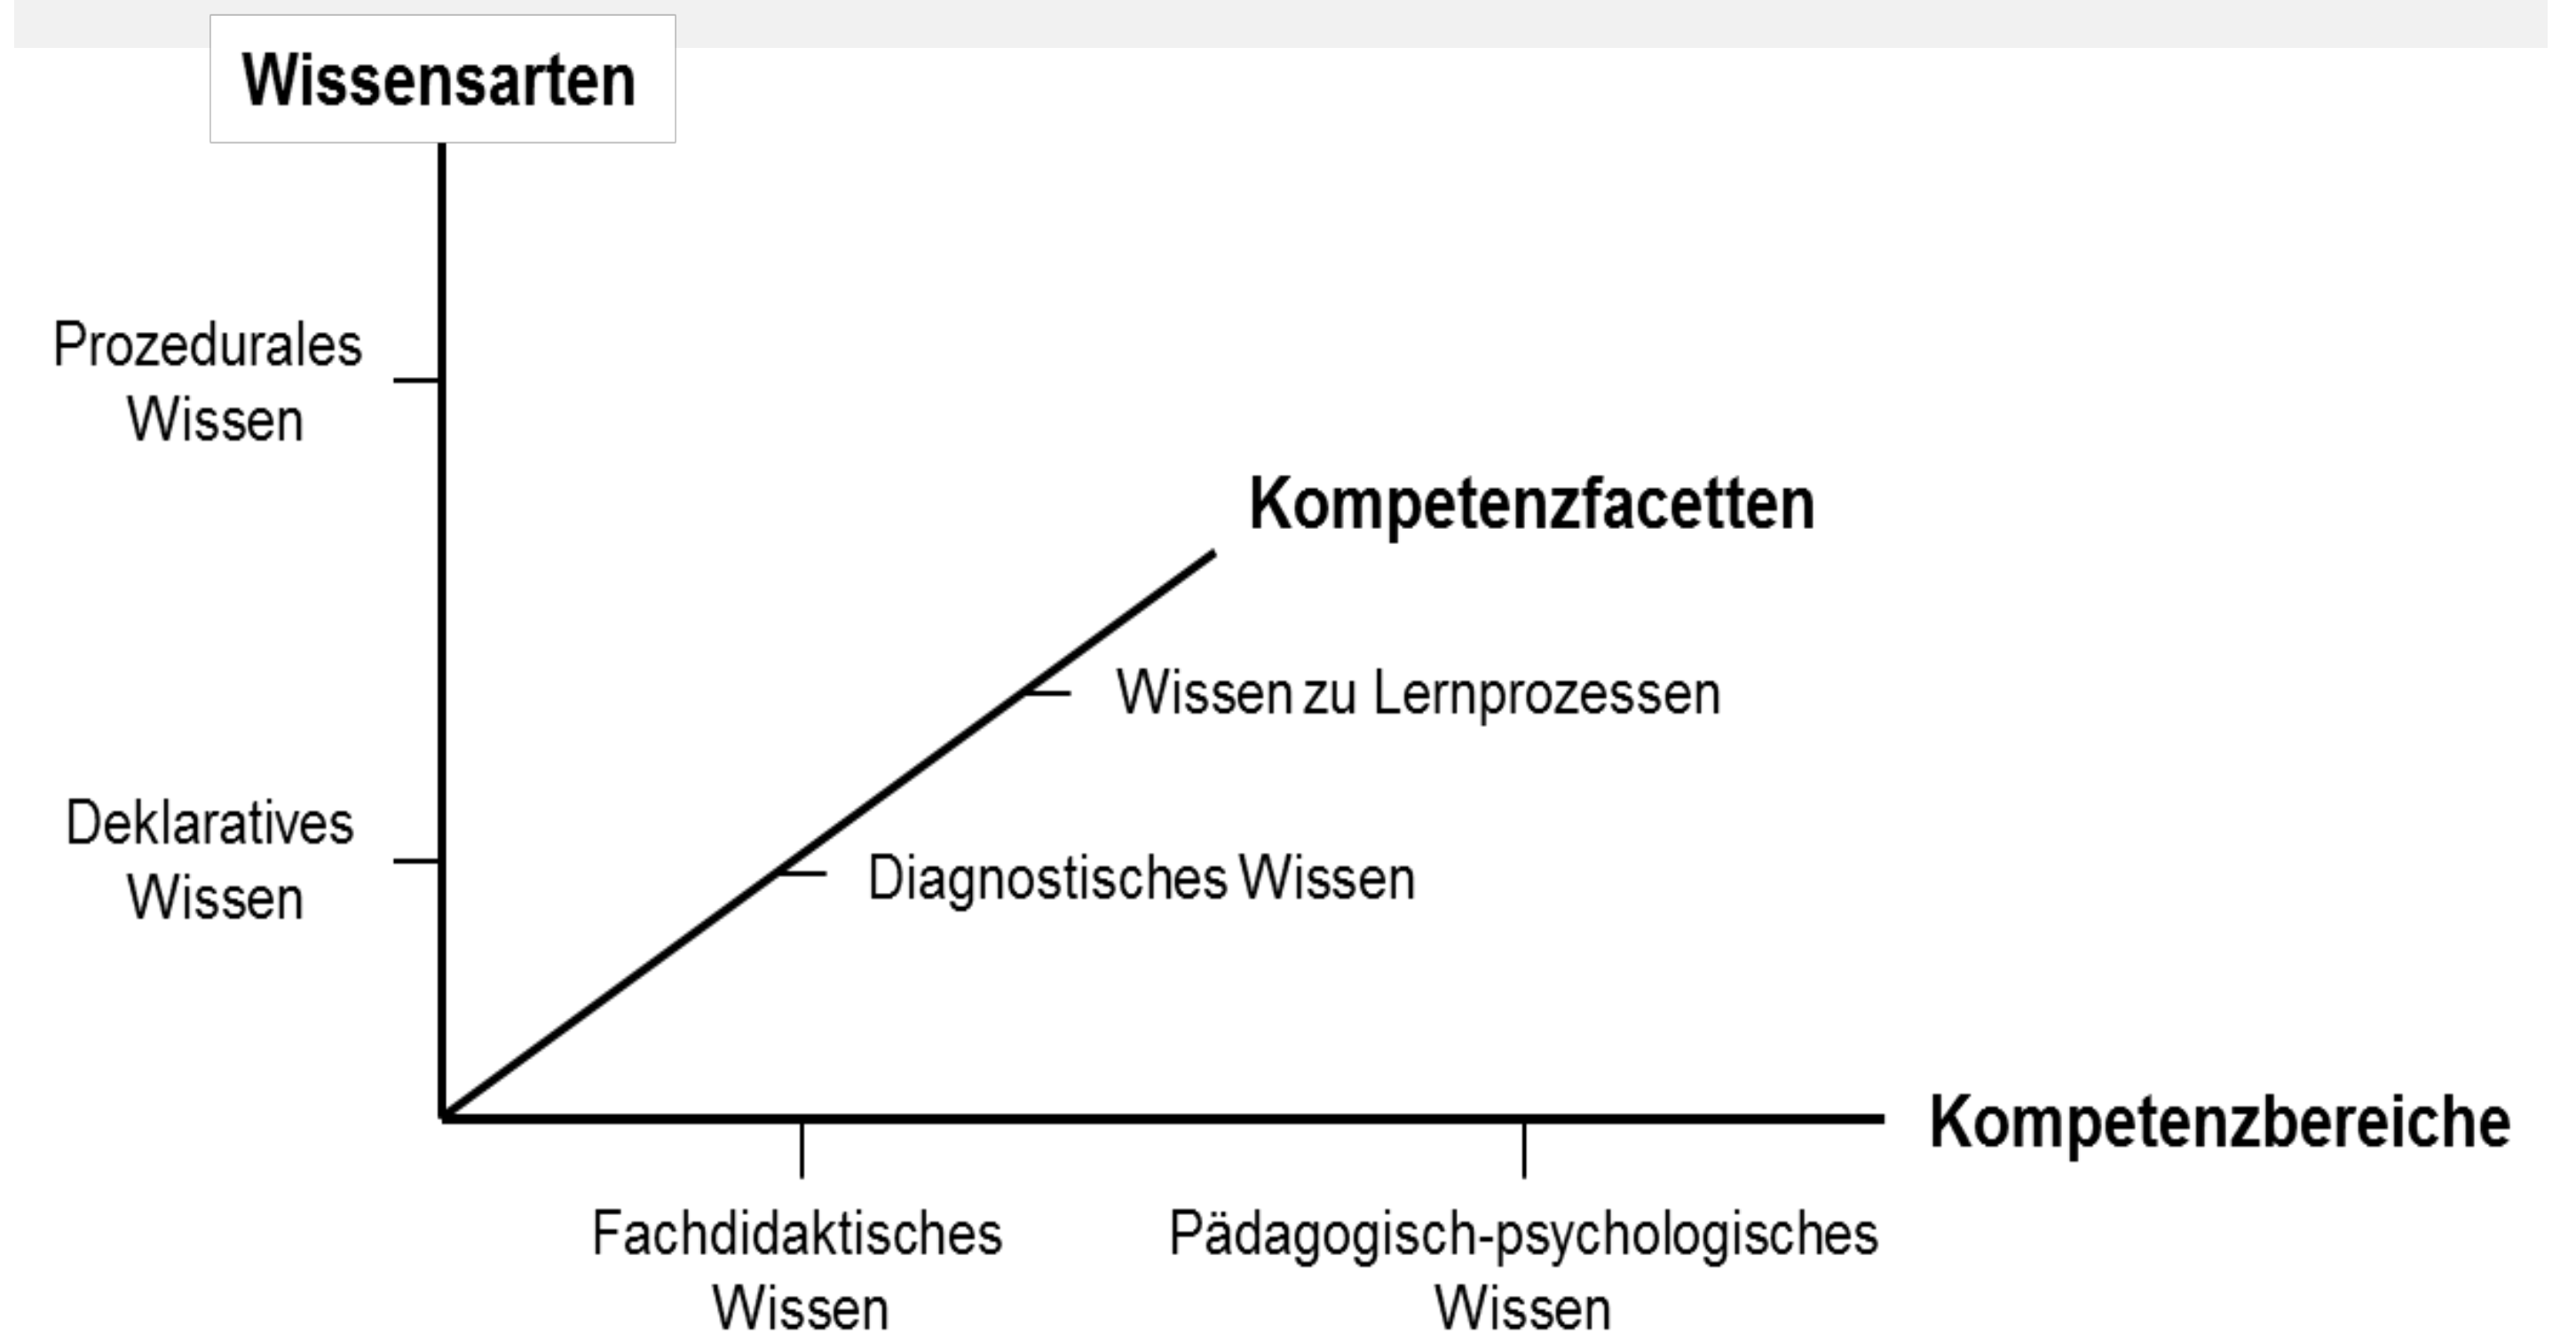 Wissensarten
Prozedurales
Wissen
Kompetenzfacetten
Wissen zu Lernprozessen
Deklaratives
Wissen
Diagnostisches Wissen
Kompetenzbereiche
Fachdidaktisches
Wissen
Pädagogisch-psychologisches
Wissen